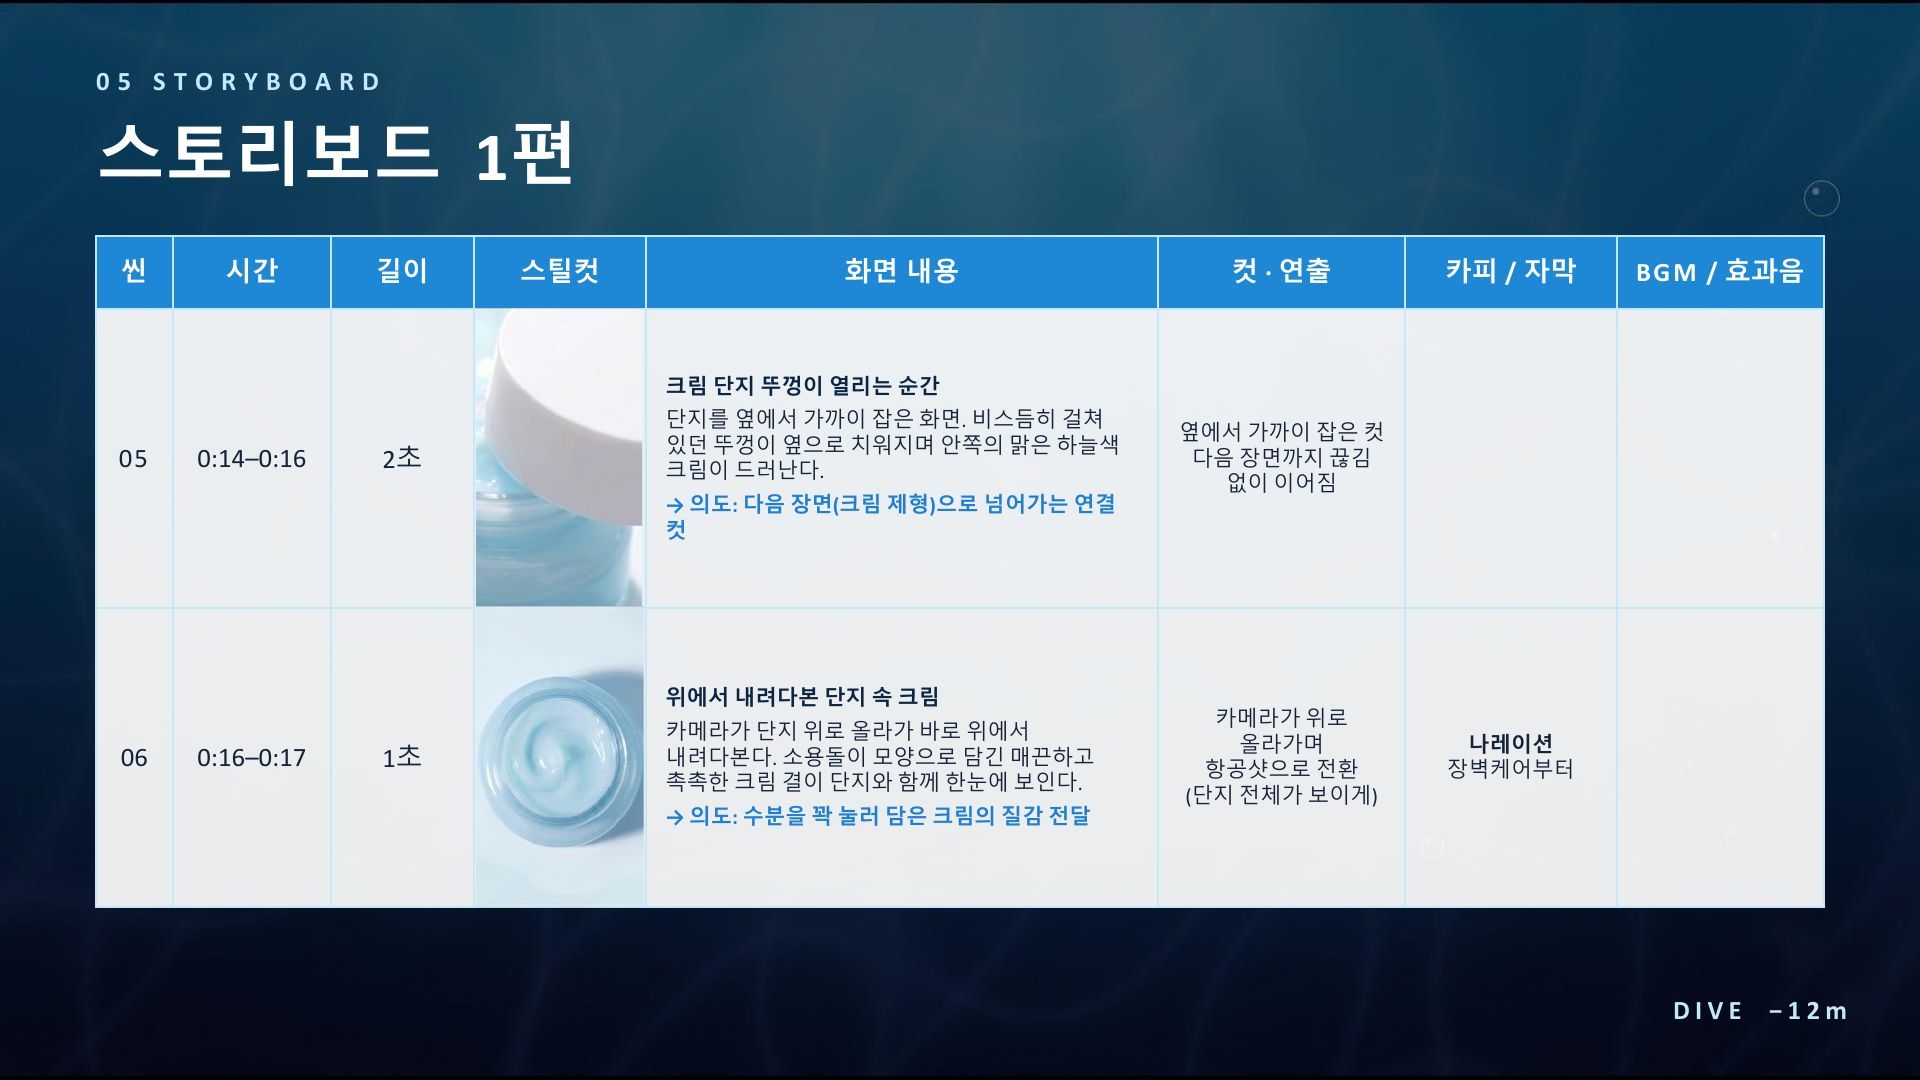 05 STORYBOARD
스토리보드 1편
씬
시간
길이
스틸컷
화면 내용
컷 · 연출
카피 / 자막
BGM / 효과음
05
0:14–0:16
2초
크림 단지 뚜껑이 열리는 순간
단지를 옆에서 가까이 잡은 화면. 비스듬히 걸쳐
있던 뚜껑이 옆으로 치워지며 안쪽의 맑은 하늘색
크림이 드러난다.
→ 의도: 다음 장면(크림 제형)으로 넘어가는 연결
컷
옆에서 가까이 잡은 컷
다음 장면까지 끊김
없이 이어짐
06
0:16–0:17
1초
위에서 내려다본 단지 속 크림
카메라가 단지 위로 올라가 바로 위에서
내려다본다. 소용돌이 모양으로 담긴 매끈하고
촉촉한 크림 결이 단지와 함께 한눈에 보인다.
→ 의도: 수분을 꽉 눌러 담은 크림의 질감 전달
카메라가 위로
올라가며
항공샷으로 전환
(단지 전체가 보이게)
나레이션
장벽케어부터
DIVE –12m